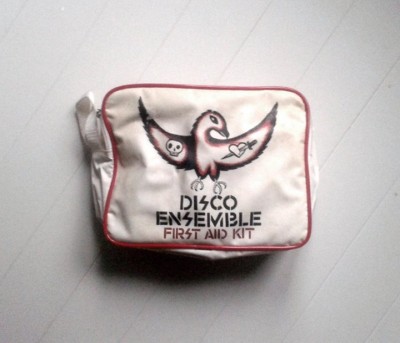 DISCO
ENSEMBLE
FIRST AID KIT